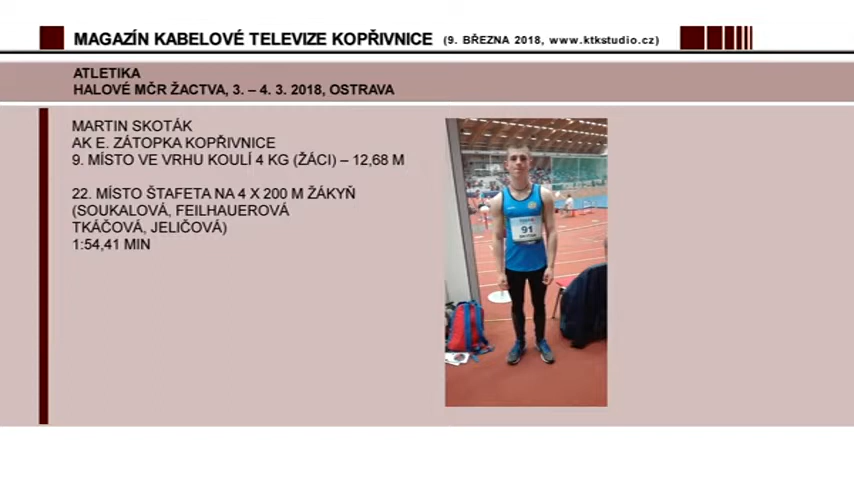 MAGAZÍN KABELOVÉ TELEVIZE KOPŘIVNICE (9. BŘEZNA 2018, www.ktkstudio.cz)
ATLETIKA
HALOVÉ MČR ŽACTVA, 3. – 4. 3. 2018, OSTRAVA
MARTIN SKOTÁK
AK E. ZÁTOPKA KOPŘIVNICE
9. MÍSTO VE VRHU KOULÍ 4 KG (ŽÁCI) – 12,68 M
22. MÍSTO ŠTAFETA NA 4 X 200 M ŽÁKYŇ
(SOUKALOVÁ, FEILHAUEROVÁ
TKÁČOVÁ, JELIČOVÁ)
1:54,41 MIN
91